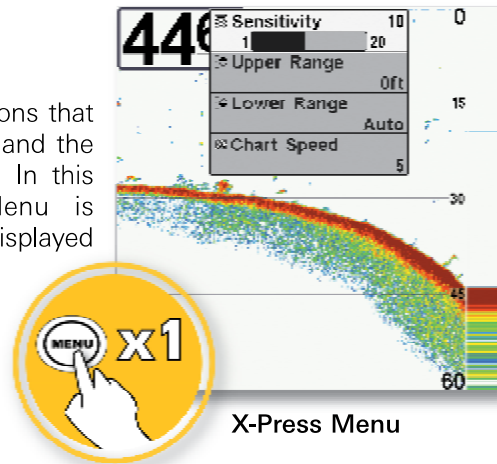 ons that
and the
In this
enu is
isplayed
446
Sensitivity 10
1 20
Upper Range
0ft
Lower Range
Auto
Chart Speed
5
0
15
30
45
60
MENU x1
X-Press Menu